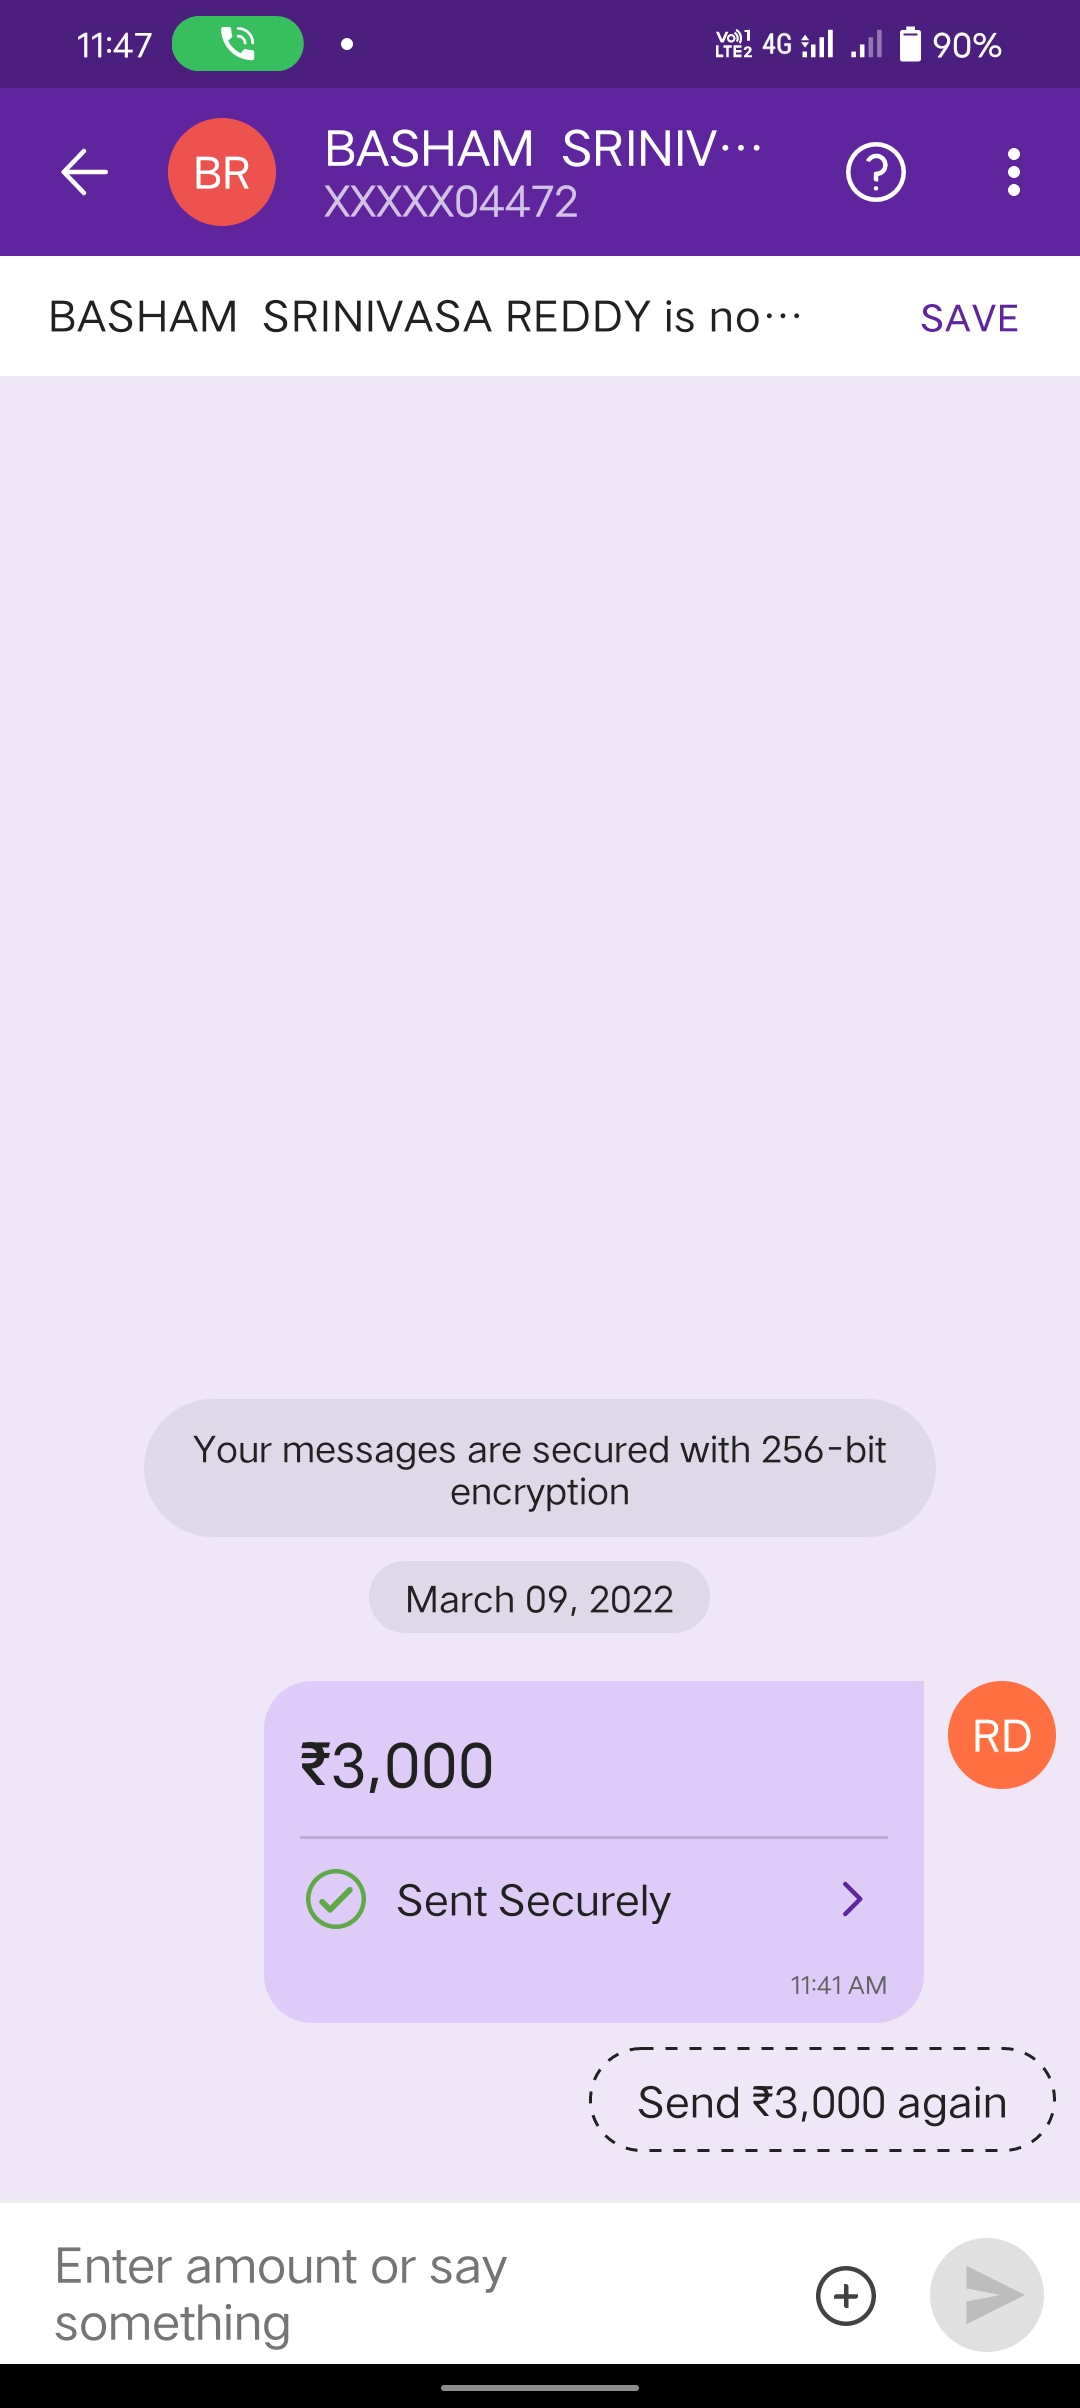 11:47
Vo)) 1 LTE2 4G 90%
BR
BASHAM  SRINIV...
XXXXX04472
BASHAM  SRINIVASA REDDY is no...
SAVE
Your messages are secured with 256-bit
encryption
March 09, 2022
₹3,000
RD
Sent Securely
11:41 AM
Send ₹3,000 again
Enter amount or say
something